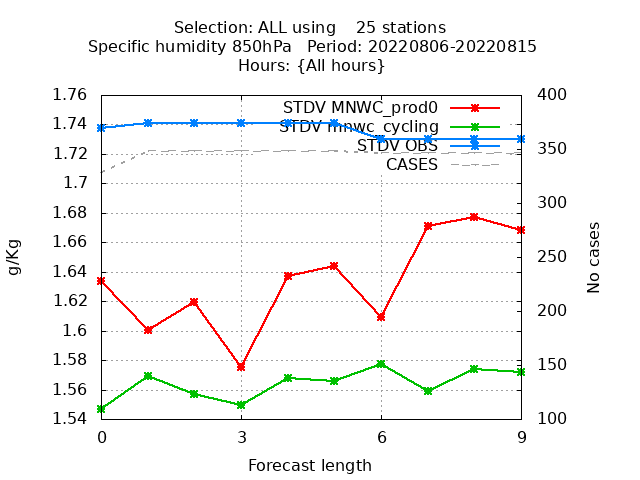 Selection: ALL using    25 stations
Specific humidity 850hPa   Period: 20220806-20220815
Hours: {All hours}
1.76
1.74
1.72
1.7
1.68
1.66
1.64
1.62
1.6
1.58
1.56
1.54
g/Kg
STDV MNWC_prod0
STDV mnwc_cycling
STDV OBS
CASES
400
350
300
250
200
150
100
No cases
0
3
6
9
Forecast length